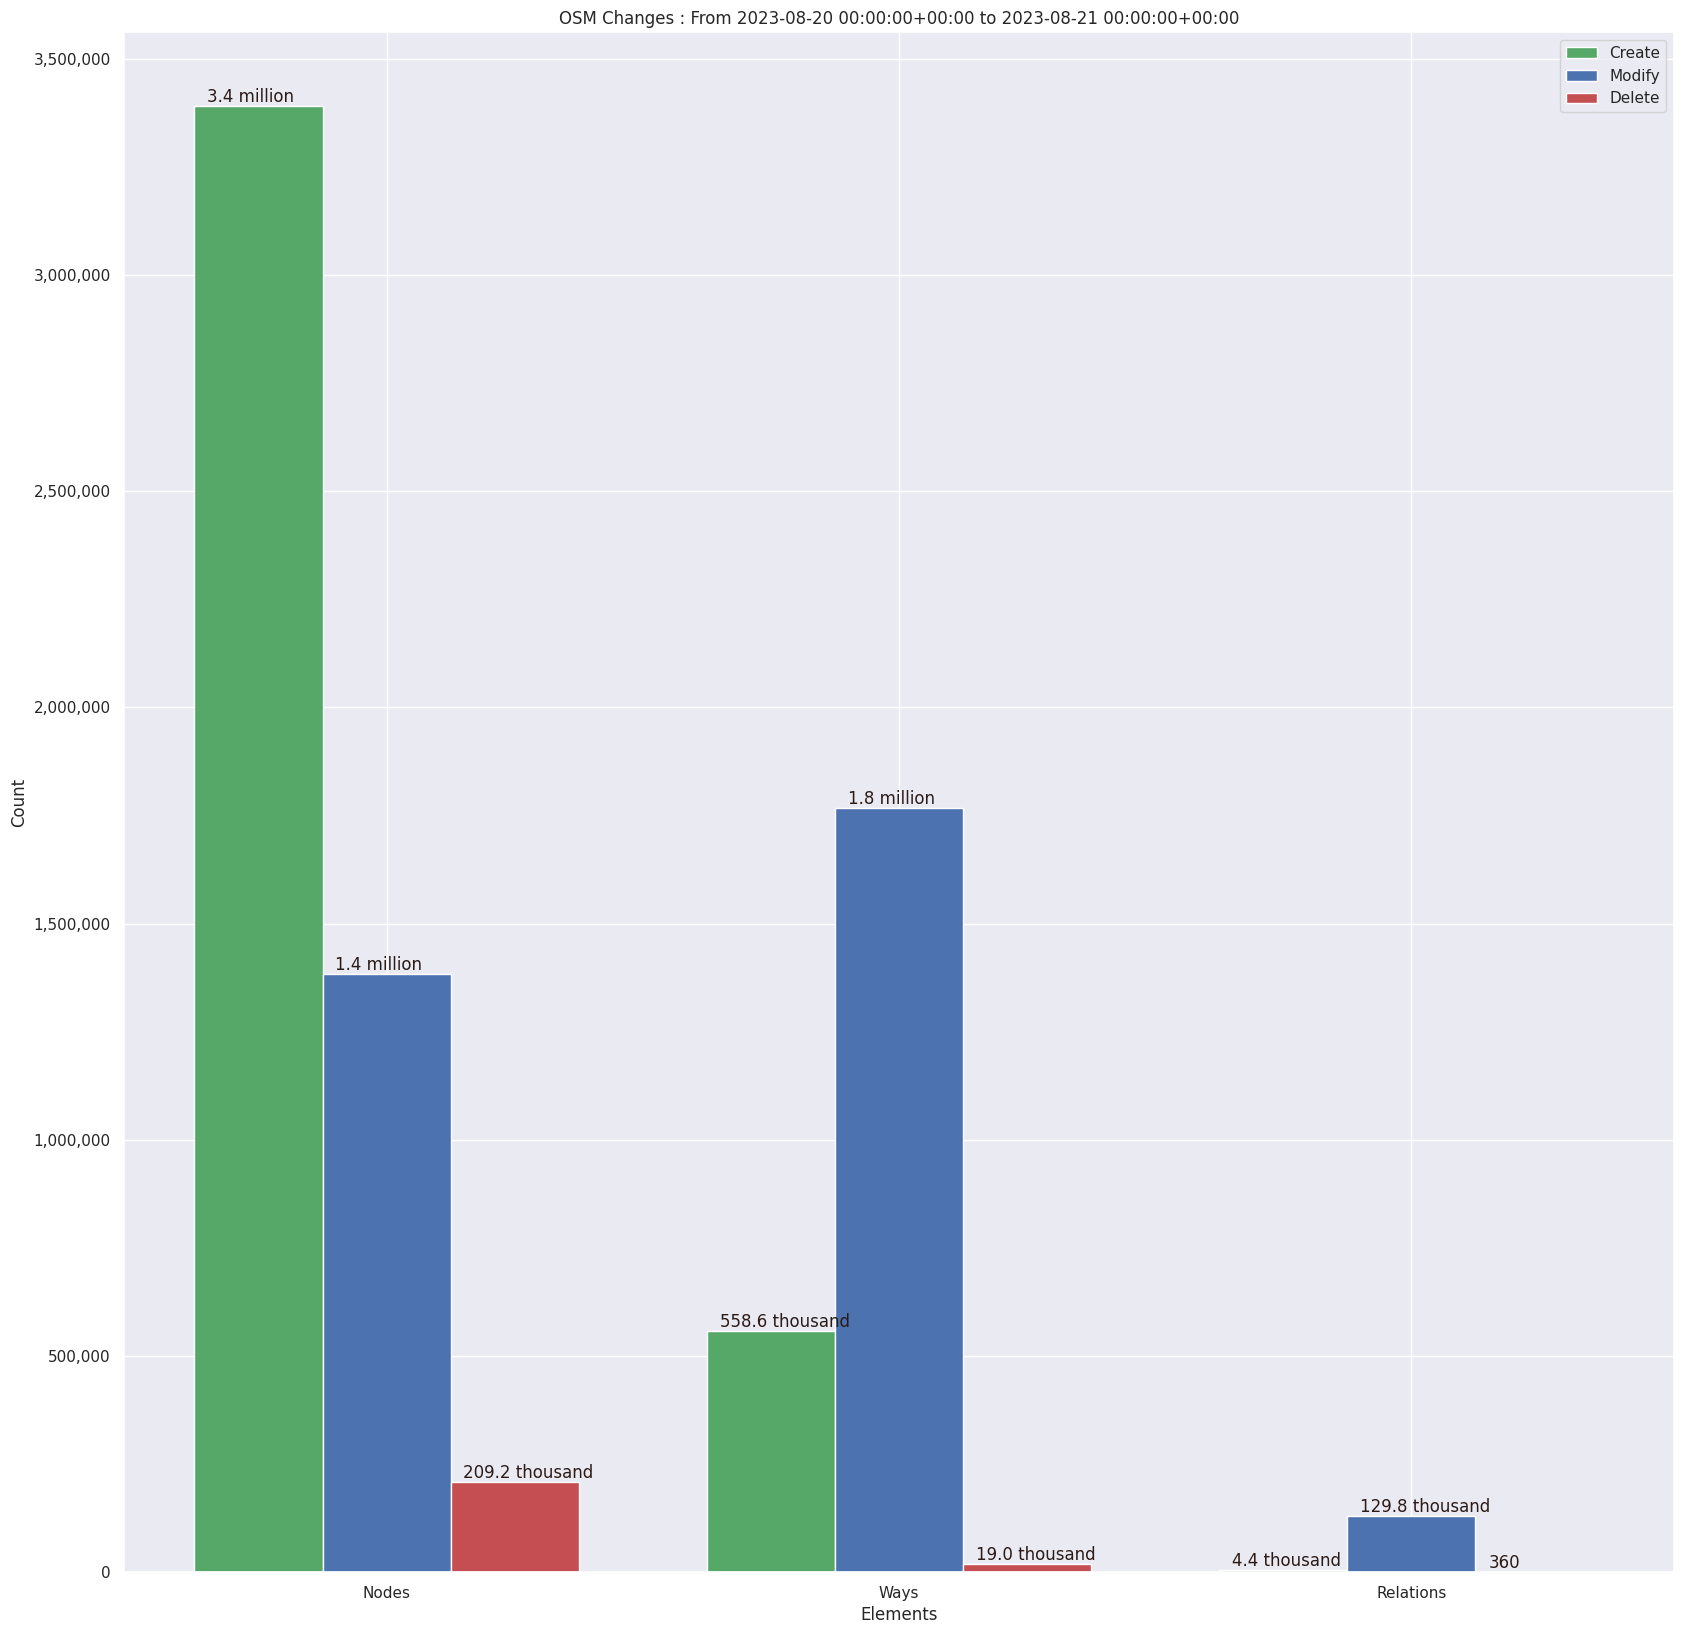 OSM Changes : From 2023-08-20 00:00:00+00:00 to 2023-08-21 00:00:00+00:00
Create
Modify
Delete
3,500,000
3,000,000
2,500,000
2,000,000
1,500,000
1,000,000
500,000
0
Count
3.4 million
1.4 million
209.2 thousand
558.6 thousand
1.8 million
19.0 thousand
4.4 thousand
129.8 thousand
360
Nodes
Ways
Relations
Elements